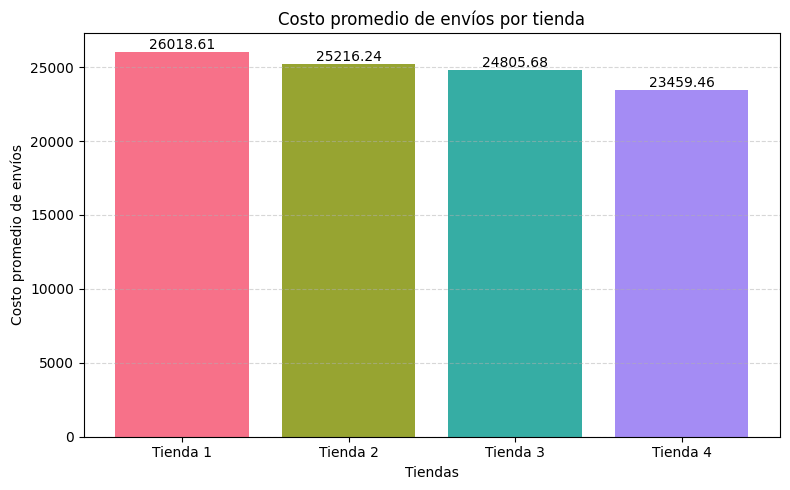 Costo promedio de envíos por tienda
26018.61
25216.24
24805.68
23459.46
25000
20000
15000
10000
5000
0
Costo promedio de envíos
Tienda 1
Tienda 2
Tienda 3
Tienda 4
Tiendas